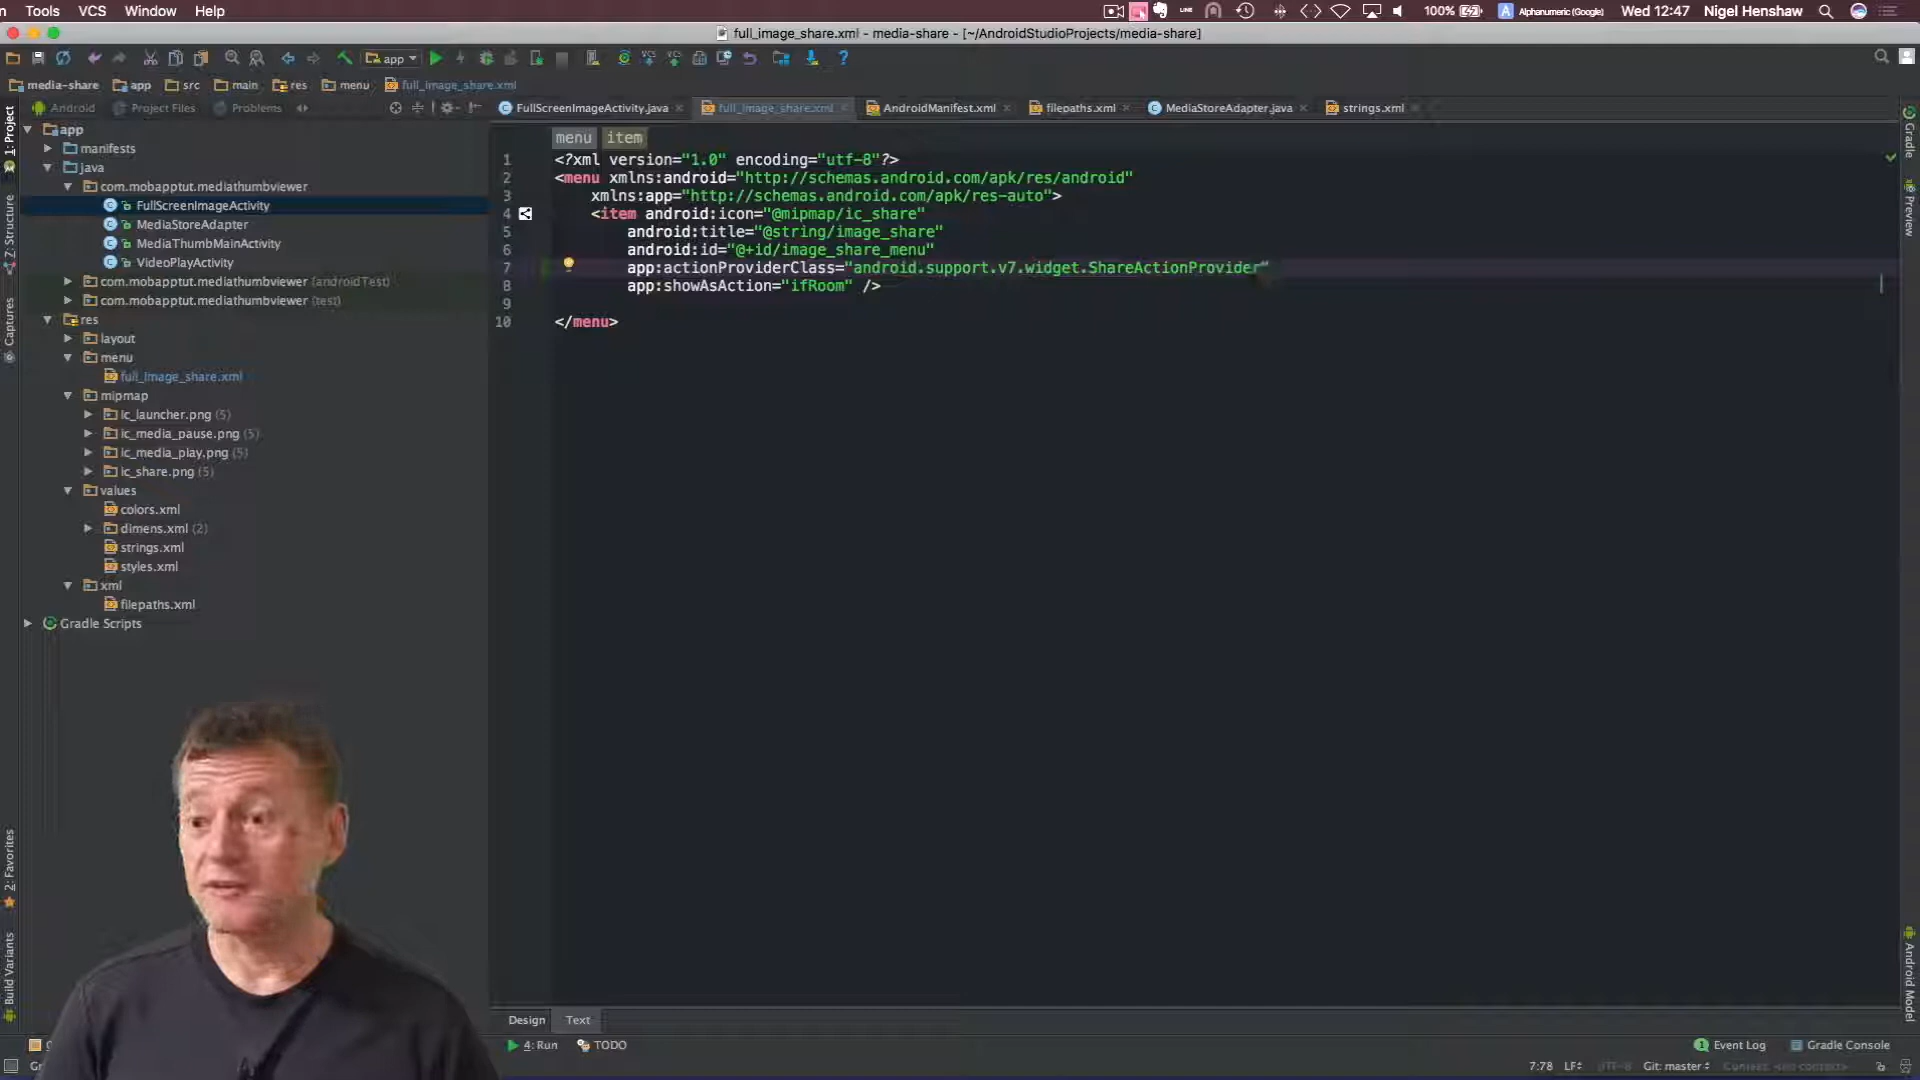 Tools VCS Window Help
100% A Alphanumeric (Google) Wed 12:47 Nigel Henshaw
full_image_share.xml - media-share - [~/AndroidStudioProjects/media-share]
app
media-share app src main res menu full_image_share.xml
Android Project Files Problems
FullScreenImageActivity.java full_image_share.xml AndroidManifest.xml filepaths.xml MediaStoreAdapter.java strings.xml
1: Project
Z: Structure
Captures
2: Favorites
Build Variants
app
manifests
java
com.mobapptut.mediathumbviewer
FullScreenImageActivity
MediaStoreAdapter
MediaThumbMainActivity
VideoPlayActivity
com.mobapptut.mediathumbviewer (androidTest)
com.mobapptut.mediathumbviewer (test)
res
layout
menu
full_image_share.xml
mipmap
ic_launcher.png (5)
ic_media_pause.png (5)
ic_media_play.png (5)
ic_share.png (5)
values
colors.xml
dimens.xml (2)
strings.xml
styles.xml
xml
filepaths.xml
Gradle Scripts
menu item
1 <?xml version="1.0" encoding="utf-8"?>
2 <menu xmlns:android="http://schemas.android.com/apk/res/android"
3 xmlns:app="http://schemas.android.com/apk/res-auto">
4 <item android:icon="@mipmap/ic_share"
5 android:title="@string/image_share"
6 android:id="@+id/image_share_menu"
7 app:actionProviderClass="android.support.v7.widget.ShareActionProvider"
8 app:showAsAction="ifRoom" />
9
10 </menu>
Gradle
Preview
Android Model
Design Text
4: Run TODO
Event Log Gradle Console
7:78 LF÷ UTF-8 Git: master÷ Context: <no context>